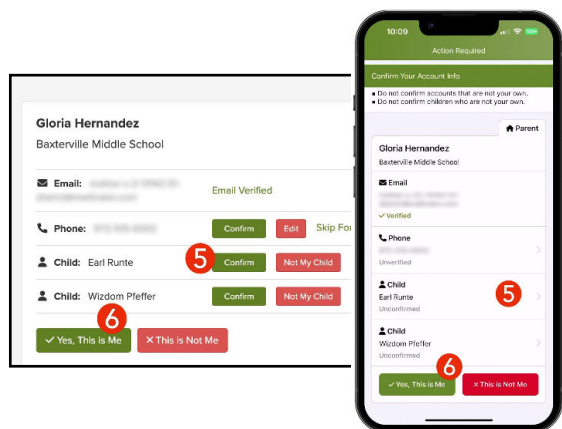 Gloria Hernandez
Baxterville Middle School
Email:
Email Verified
Phone:
Confirm
Edit
Skip For
Child: Earl Runte
5
Confirm
Not My Child
Child: Wizdom Pfeffer
Confirm
Not My Child
6
✓ Yes, This is Me
× This is Not Me
10:09
Action Required
Confirm Your Account Info
▪ Do not confirm accounts that are not your own.
▪ Do not confirm children who are not your own.
Parent
Gloria Hernandez
Baxterville Middle School
Email
✓ Verified
Phone
Unverified
Child
Earl Runte
5
Unconfirmed
Child
Wizdom Pfeffer
Unconfirmed
6
✓ Yes, This is Me
× This is Not Me